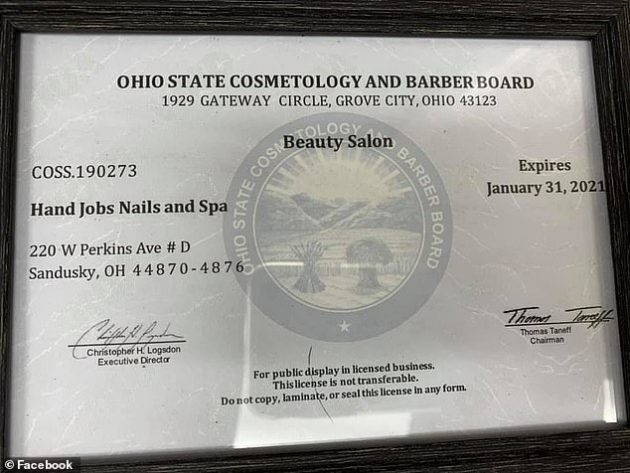 OHIO STATE COSMETOLOGY AND BARBER BOARD
1929 GATEWAY CIRCLE, GROVE CITY, OHIO 43123
Beauty Salon
COSS.190273
Expires
January 31, 2021
Hand Jobs Nails and Spa
220 W Perkins Ave # D
Sandusky, OH 44870-4876
OHIO STATE COSMETOLOGY AND BARBER BOARD
Christopher H. Logsdon
Executive Director
Thomas Taneff
Thomas Taneff
Chairman
For public display in licensed business.
This license is not transferable.
Do not copy, laminate, or seal this license in any form.
© Facebook